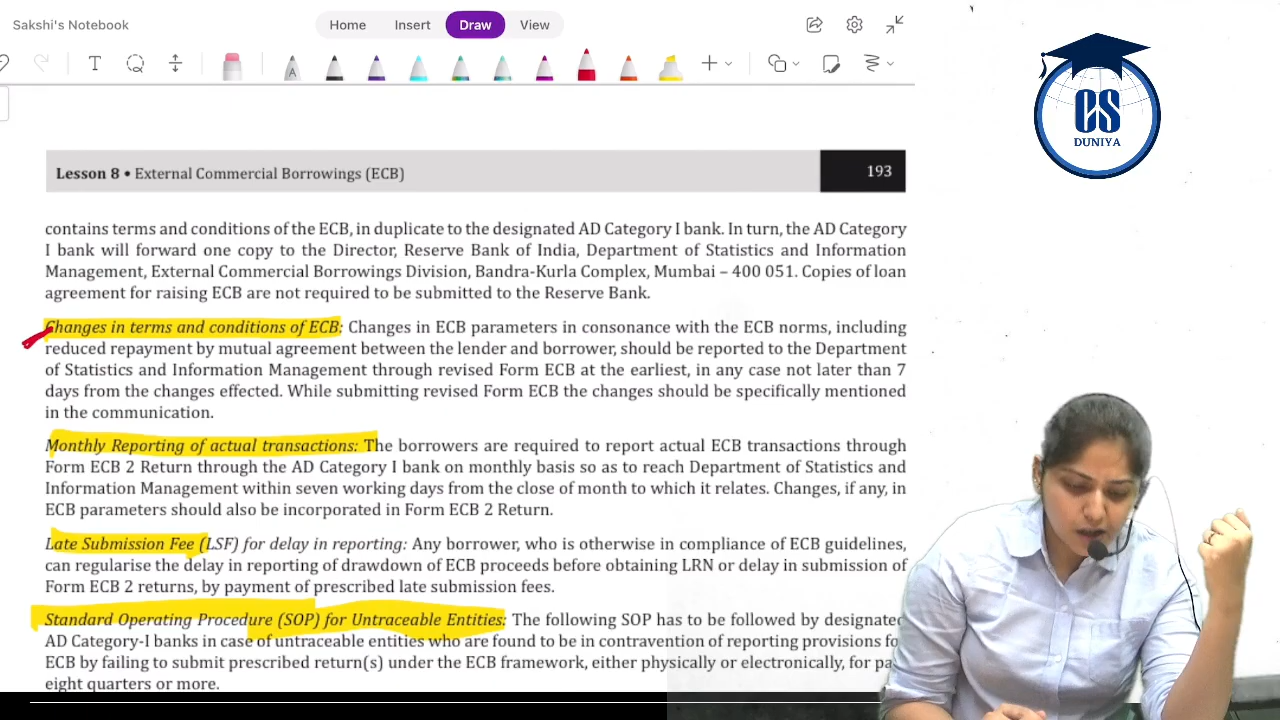 Sakshi's Notebook
Home Insert Draw View
T
A
CS
DUNIYA
Lesson 8 • External Commercial Borrowings (ECB) 193
contains terms and conditions of the ECB, in duplicate to the designated AD Category I bank. In turn, the AD Category
I bank will forward one copy to the Director, Reserve Bank of India, Department of Statistics and Information
Management, External Commercial Borrowings Division, Bandra-Kurla Complex, Mumbai – 400 051. Copies of loan
agreement for raising ECB are not required to be submitted to the Reserve Bank.
Changes in terms and conditions of ECB: Changes in ECB parameters in consonance with the ECB norms, including
reduced repayment by mutual agreement between the lender and borrower, should be reported to the Department
of Statistics and Information Management through revised Form ECB at the earliest, in any case not later than 7
days from the changes effected. While submitting revised Form ECB the changes should be specifically mentioned
in the communication.
Monthly Reporting of actual transactions: The borrowers are required to report actual ECB transactions through
Form ECB 2 Return through the AD Category I bank on monthly basis so as to reach Department of Statistics and
Information Management within seven working days from the close of month to which it relates. Changes, if any, in
ECB parameters should also be incorporated in Form ECB 2 Return.
Late Submission Fee (LSF) for delay in reporting: Any borrower, who is otherwise in compliance of ECB guidelines,
can regularise the delay in reporting of drawdown of ECB proceeds before obtaining LRN or delay in submission of
Form ECB 2 returns, by payment of prescribed late submission fees.
Standard Operating Procedure (SOP) for Untraceable Entities: The following SOP has to be followed by designate
AD Category-I banks in case of untraceable entities who are found to be in contravention of reporting provisions fo
ECB by failing to submit prescribed return(s) under the ECB framework, either physically or electronically, for pa
eight quarters or more.